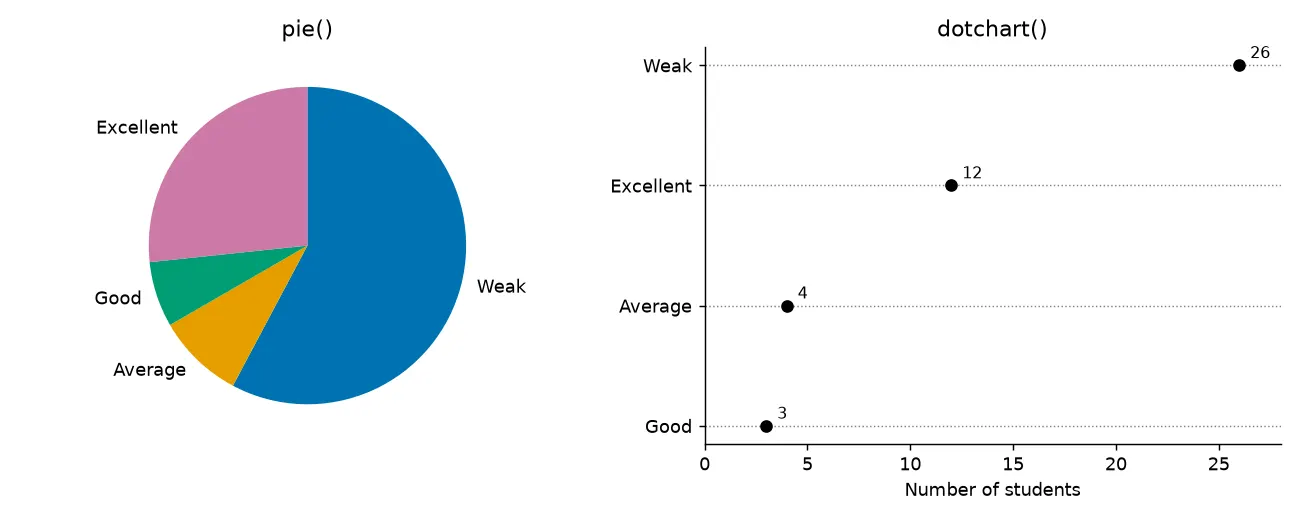 pie()
Excellent
Good
Average
Weak
dotchart()
Weak
26
Excellent
12
Average
4
Good
3
0 5 10 15 20 25
Number of students